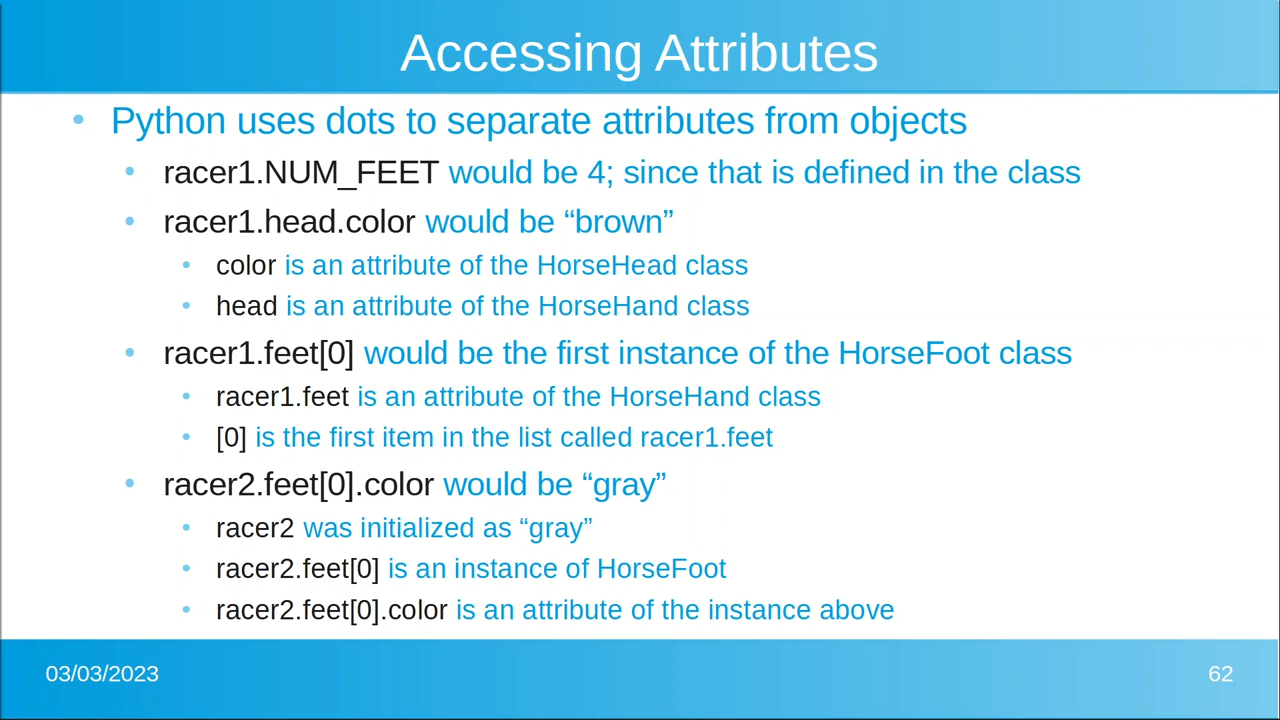 Accessing Attributes
• Python uses dots to separate attributes from objects
• racer1.NUM_FEET would be 4; since that is defined in the class
• racer1.head.color would be “brown”
• color is an attribute of the HorseHead class
• head is an attribute of the HorseHand class
• racer1.feet[0] would be the first instance of the HorseFoot class
• racer1.feet is an attribute of the HorseHand class
• [0] is the first item in the list called racer1.feet
• racer2.feet[0].color would be “gray”
• racer2 was initialized as “gray”
• racer2.feet[0] is an instance of HorseFoot
• racer2.feet[0].color is an attribute of the instance above
03/03/2023
62